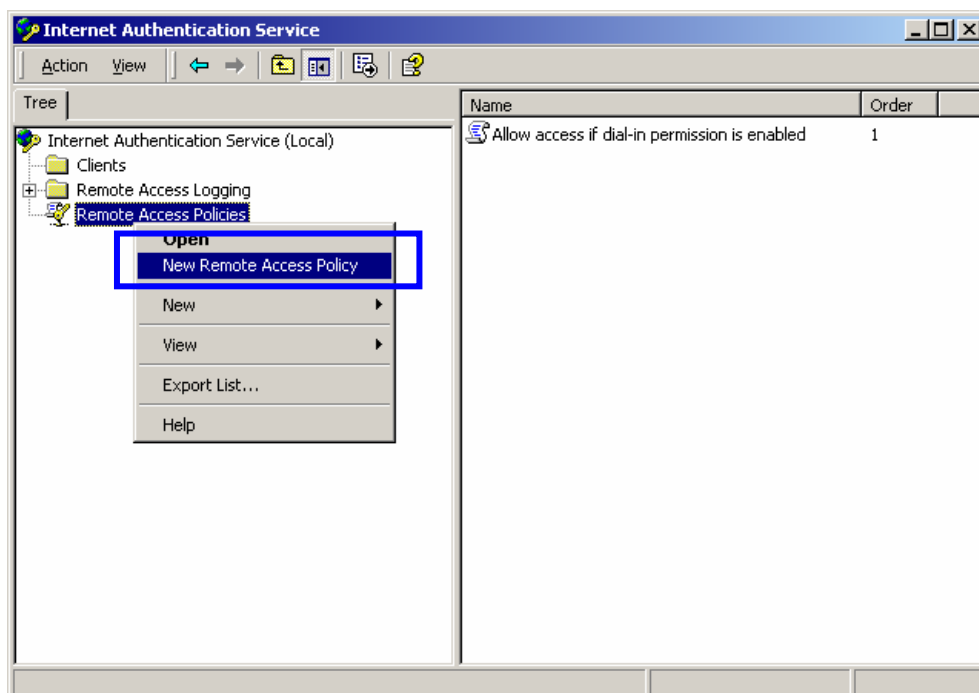 Internet Authentication Service
Action View
Tree
Name Order
Internet Authentication Service (Local)
Allow access if dial-in permission is enabled 1
Clients
Remote Access Logging
Remote Access Policies
Open
New Remote Access Policy
New
View
Export List...
Help